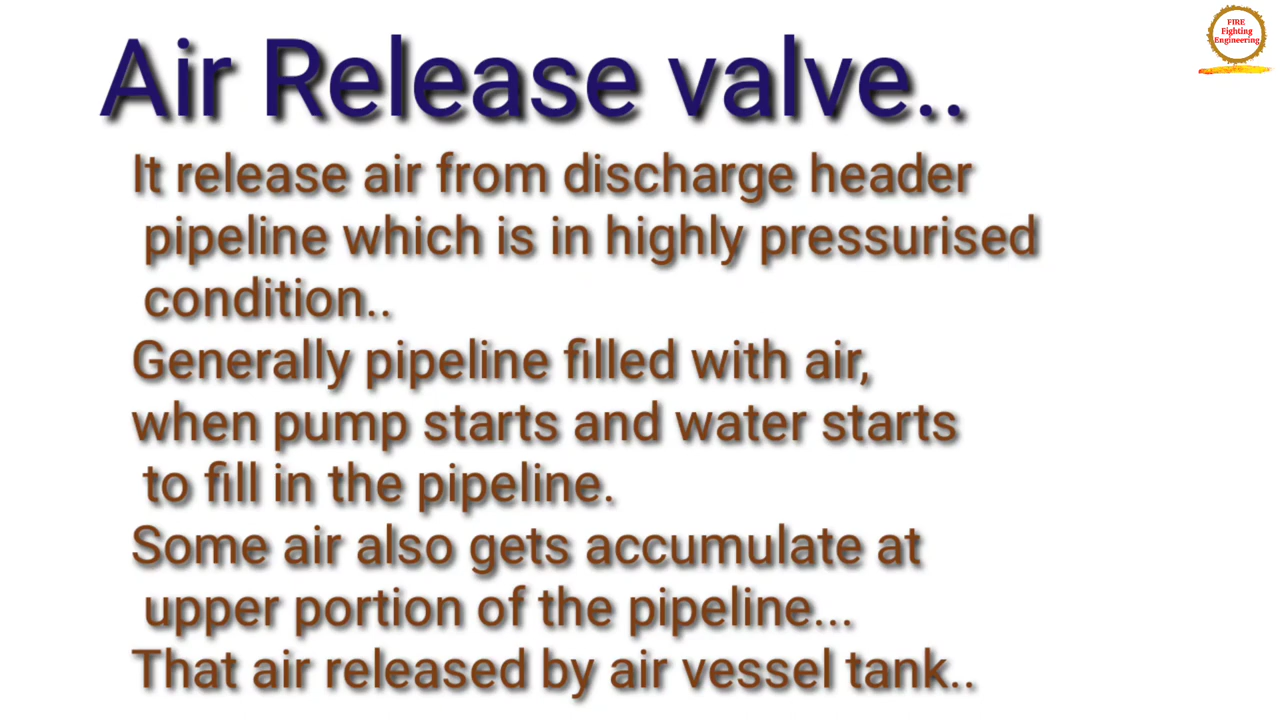 FIRE
Fighting
Engineering
Air Release valve..
It release air from discharge header
pipeline which is in highly pressurised
condition..
Generally pipeline filled with air,
when pump starts and water starts
to fill in the pipeline.
Some air also gets accumulate at
upper portion of the pipeline...
That air released by air vessel tank..